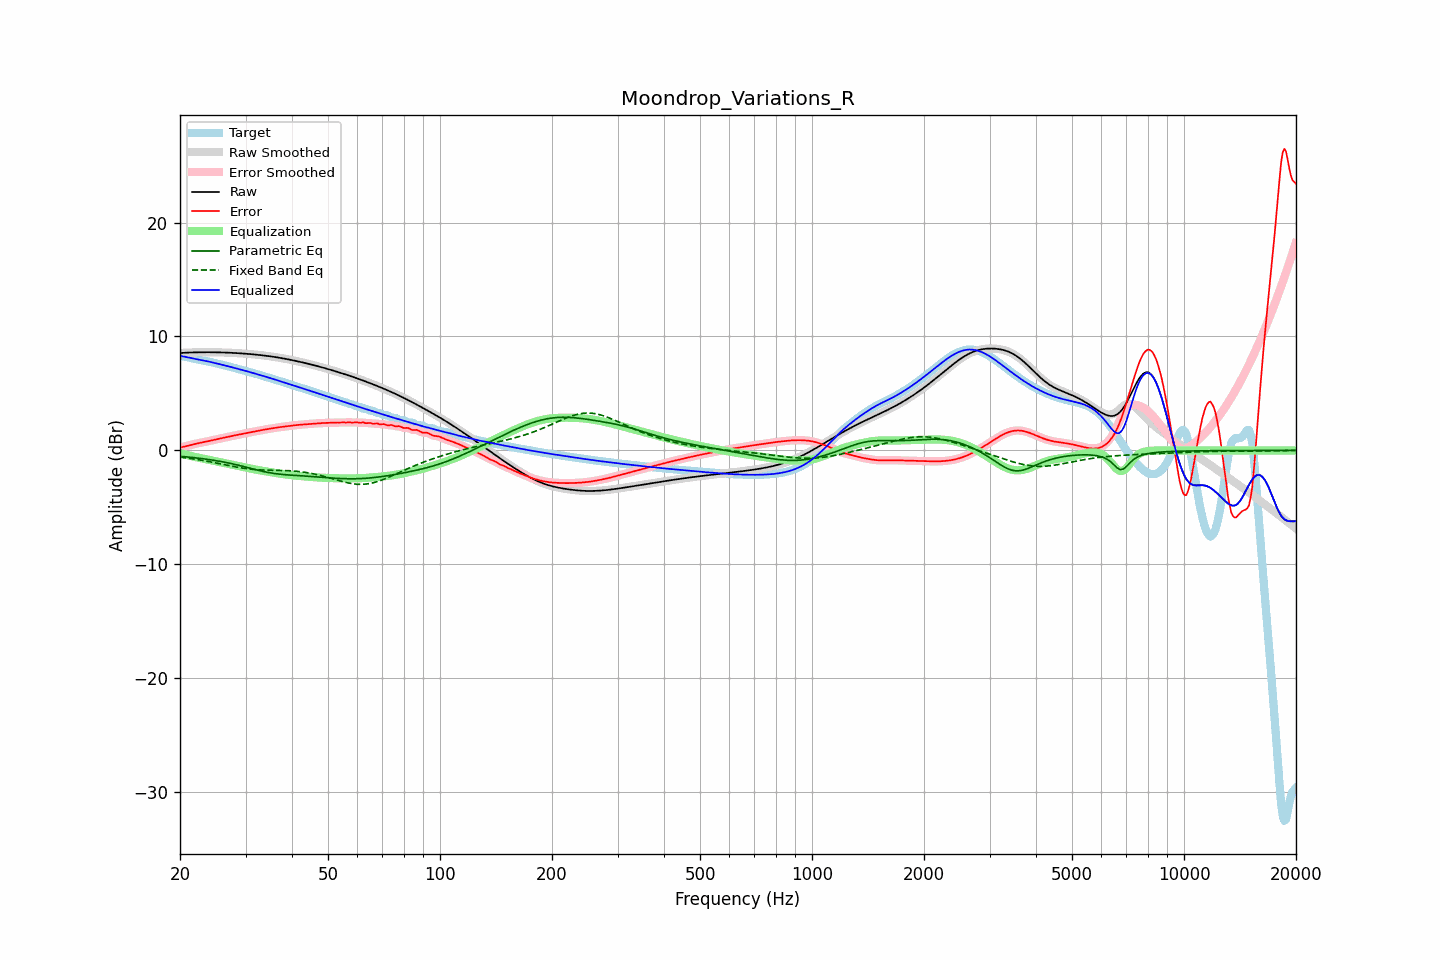 Moondrop_Variations_R
Target
Raw Smoothed
Error Smoothed
Raw
Error
Equalization
Parametric Eq
Fixed Band Eq
Equalized
Amplitude (dBr)
20
10
0
−10
−20
−30
20 50 100 200 500 1000 2000 5000 10000 20000
Frequency (Hz)